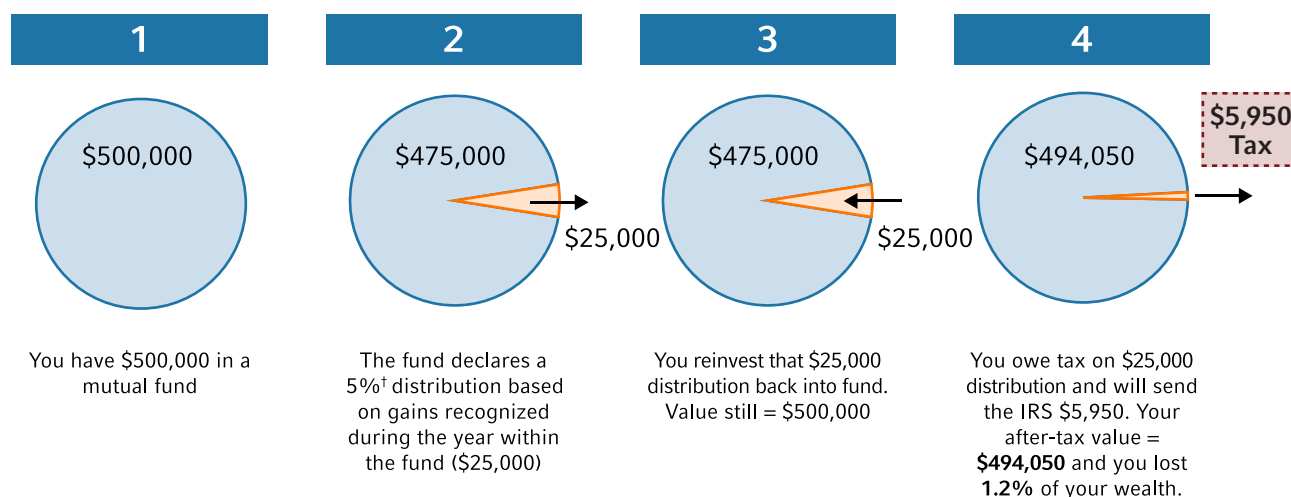 1
$500,000
You have $500,000 in a
mutual fund
2
$475,000
$25,000
The fund declares a
5%† distribution based
on gains recognized
during the year within
the fund ($25,000)
3
$475,000
$25,000
You reinvest that $25,000
distribution back into fund.
Value still = $500,000
4
$494,050
$5,950
Tax
You owe tax on $25,000
distribution and will send
the IRS $5,950. Your
after-tax value =
$494,050 and you lost
1.2% of your wealth.